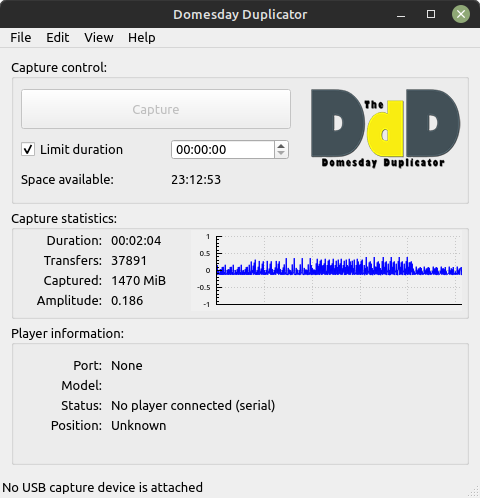 Domesday Duplicator
File Edit View Help
Capture control:
Capture
The
DdD
Domesday Duplicator
Limit duration 00:00:00
Space available: 23:12:53
Capture statistics:
Duration: 00:02:04
Transfers: 37891
Captured: 1470 MiB
Amplitude: 0.186
1
0.5
0
-0.5
-1
Player information:
Port: None
Model:
Status: No player connected (serial)
Position: Unknown
No USB capture device is attached